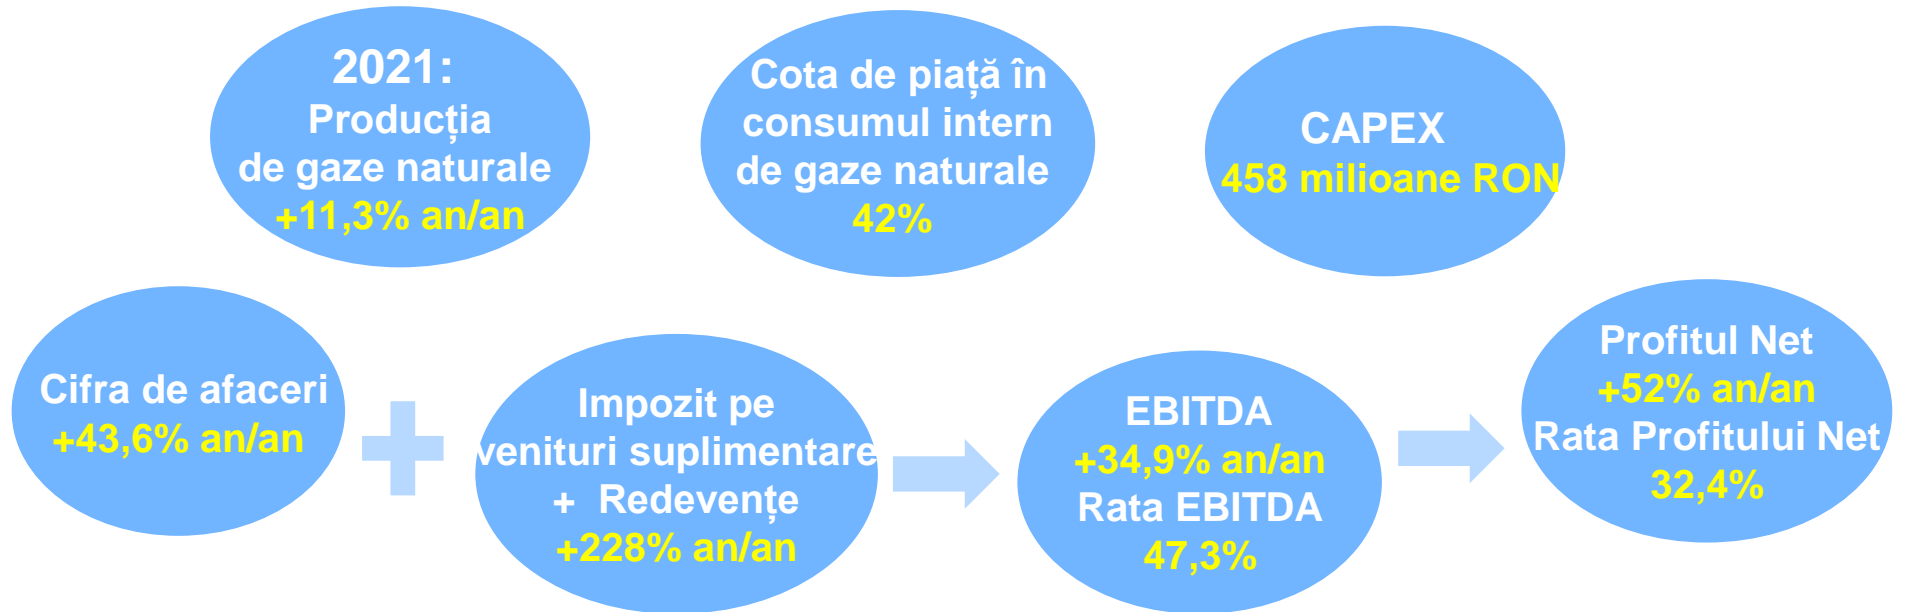 2021:
Producția
de gaze naturale
+11,3% an/an
Cota de piață în
consumul intern
de gaze naturale
42%
CAPEX
458 milioane RON
Cifra de afaceri
+43,6% an/an
Impozit pe
venituri suplimentare
+ Redevențe
+228% an/an
EBITDA
+34,9% an/an
Rata EBITDA
47,3%
Profitul Net
+52% an/an
Rata Profitului Net
32,4%